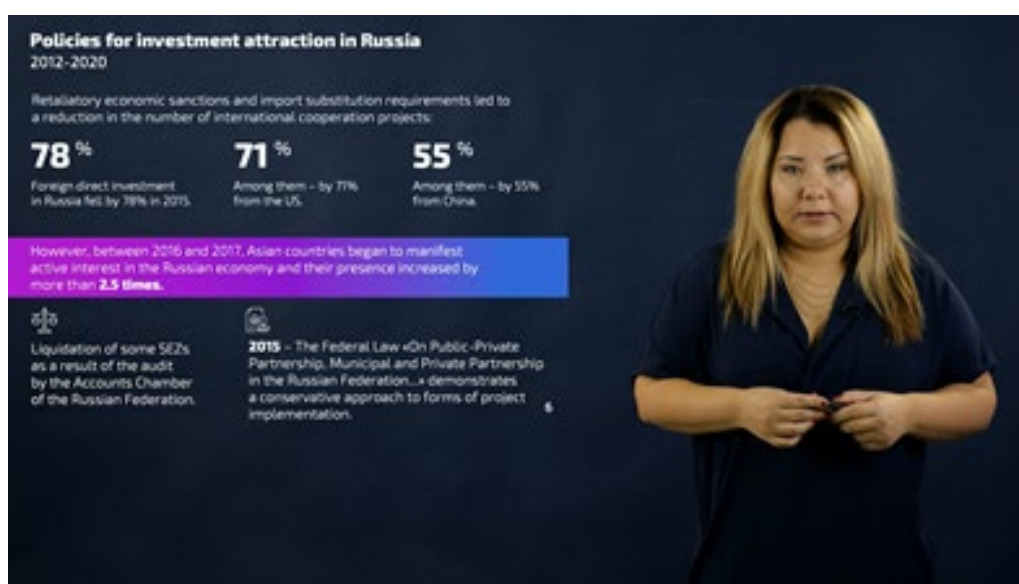 Policies for investment attraction in Russia
2012-2020
Retaliatory economic sanctions and import substitution requirements led to
a reduction in the number of international cooperation projects:
78 %
71 %
55 %
Foreign direct investment
in Russia fell by 78% in 2015.
Among them – by 71%
from the US.
Among them – by 55%
from China.
However, between 2016 and 2017, Asian countries began to manifest
active interest in the Russian economy and their presence increased by
more than 2.5 times.
Liquidation of some SEZs
as a result of the audit
by the Accounts Chamber
of the Russian Federation.
2015 – The Federal Law «On Public-Private
Partnership, Municipal and Private Partnership
in the Russian Federation...» demonstrates
a conservative approach to forms of project
implementation.
6